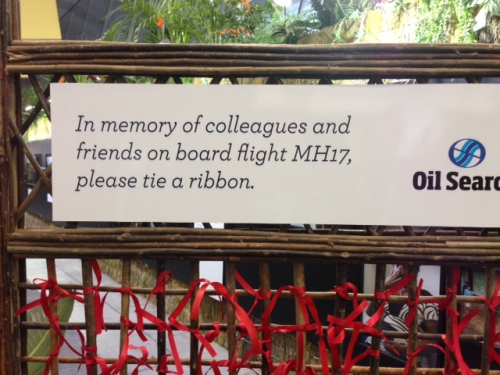 In memory of colleagues and
friends on board flight MH17,
please tie a ribbon.
Oil Searc